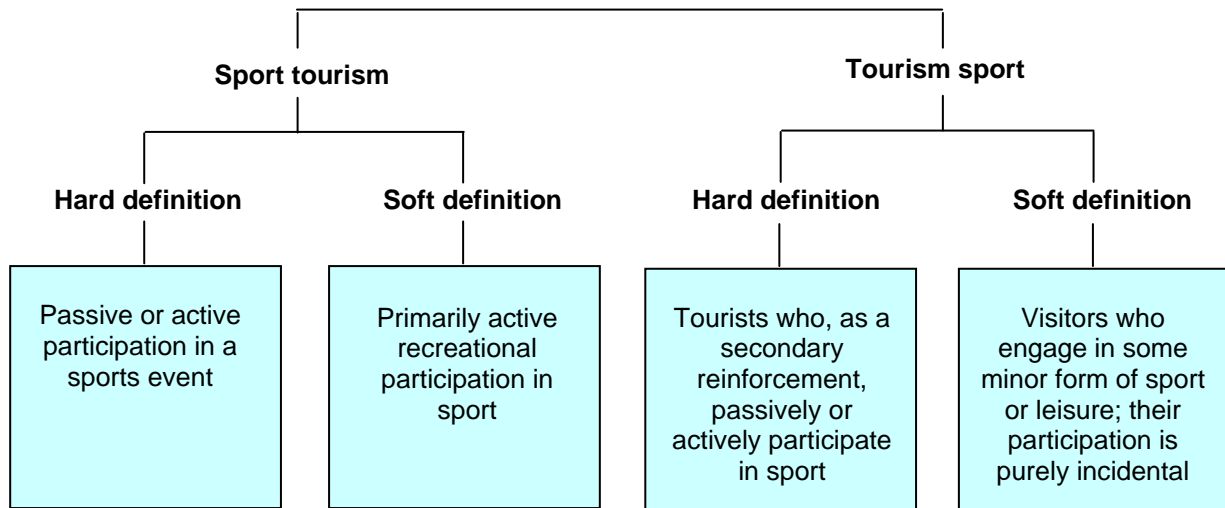 Sport tourism
Tourism sport
Hard definition
Soft definition
Hard definition
Soft definition
Passive or active
participation in a
sports event
Primarily active
recreational
participation in
sport
Tourists who, as a
secondary
reinforcement,
passively or
actively participate
in sport
Visitors who
engage in some
minor form of sport
or leisure; their
participation is
purely incidental